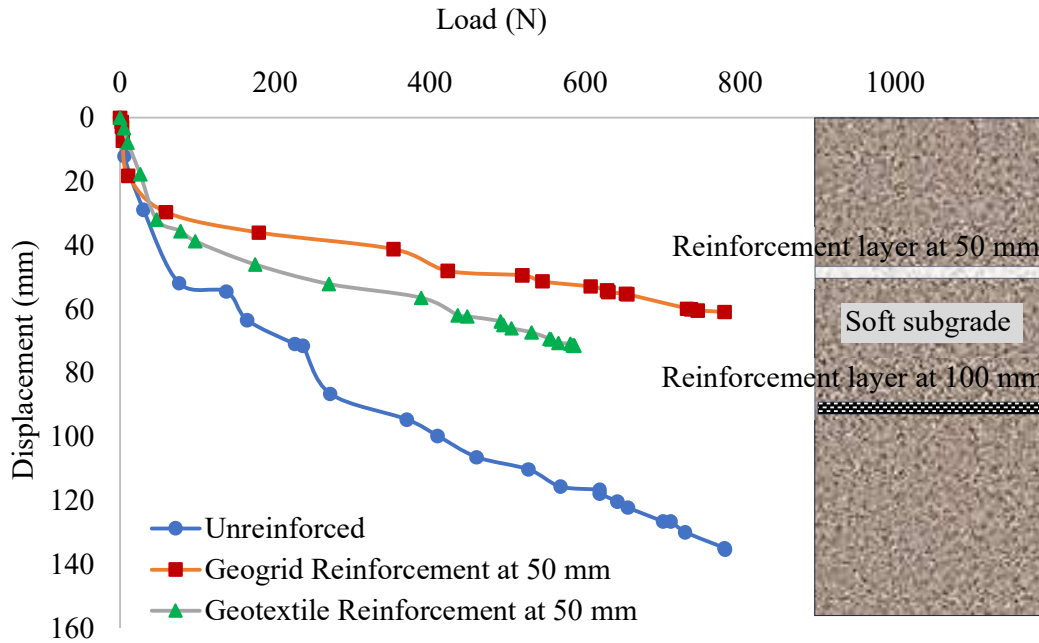 Load (N)
0 200 400 600 800 1000
0
20
40
60
80
100
120
140
160
Displacement (mm)
Reinforcement layer at 50 mm
Soft subgrade
Reinforcement layer at 100 mm
Unreinforced
Geogrid Reinforcement at 50 mm
Geotextile Reinforcement at 50 mm